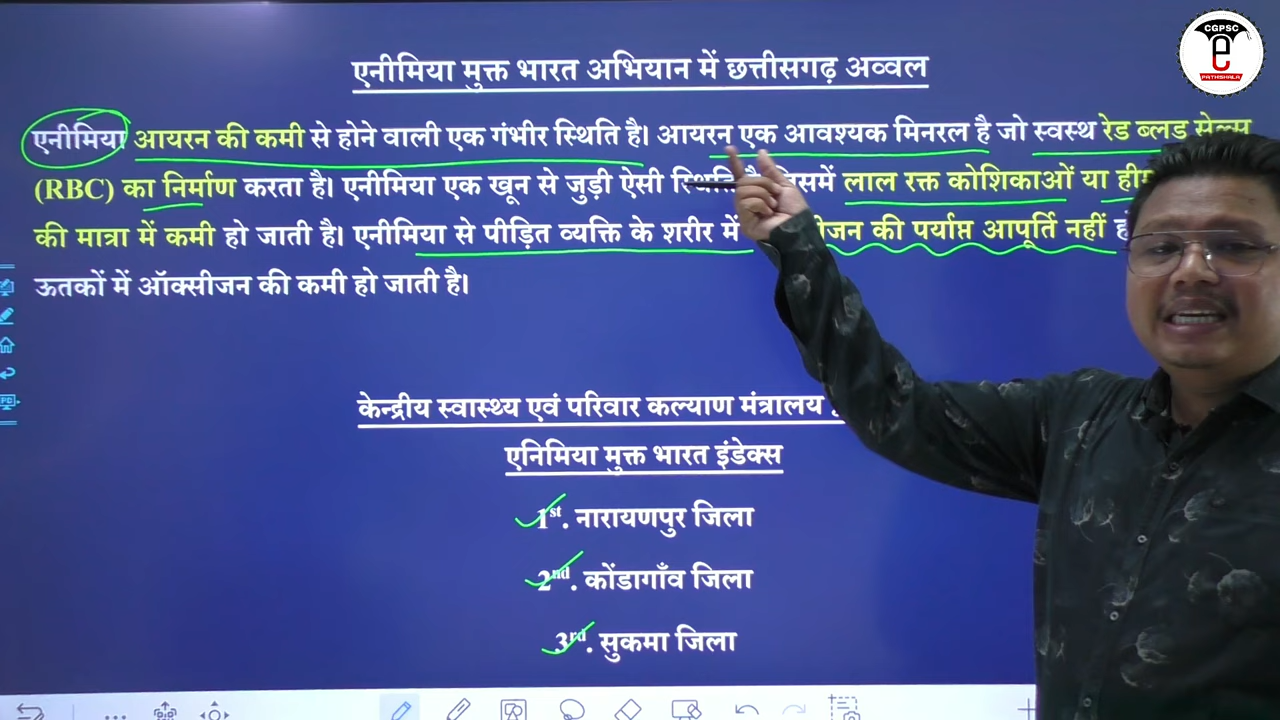 CGPSC
e
PATHSHALA
एनीमिया मुक्त भारत अभियान में छत्तीसगढ़ अव्वल
एनीमिया आयरन की कमी से होने वाली एक गंभीर स्थिति है। आयरन एक आवश्यक मिनरल है जो स्वस्थ रेड ब्लड सेल्स
(RBC) का निर्माण करता है। एनीमिया एक खून से जुड़ी ऐसी स्थिति है जिसमें लाल रक्त कोशिकाओं या
की मात्रा में कमी हो जाती है। एनीमिया से पीड़ित व्यक्ति के शरीर में की पर्याप्त आपूर्ति नहीं
ऊतकों में ऑक्सीजन की कमी हो जाती है।
केन्द्रीय स्वास्थ्य एवं परिवार कल्याण मंत्रालय
एनिमिया मुक्त भारत इंडेक्स
1st. नारायणपुर जिला
2nd. कोंडागाँव जिला
3rd. सुकमा जिला